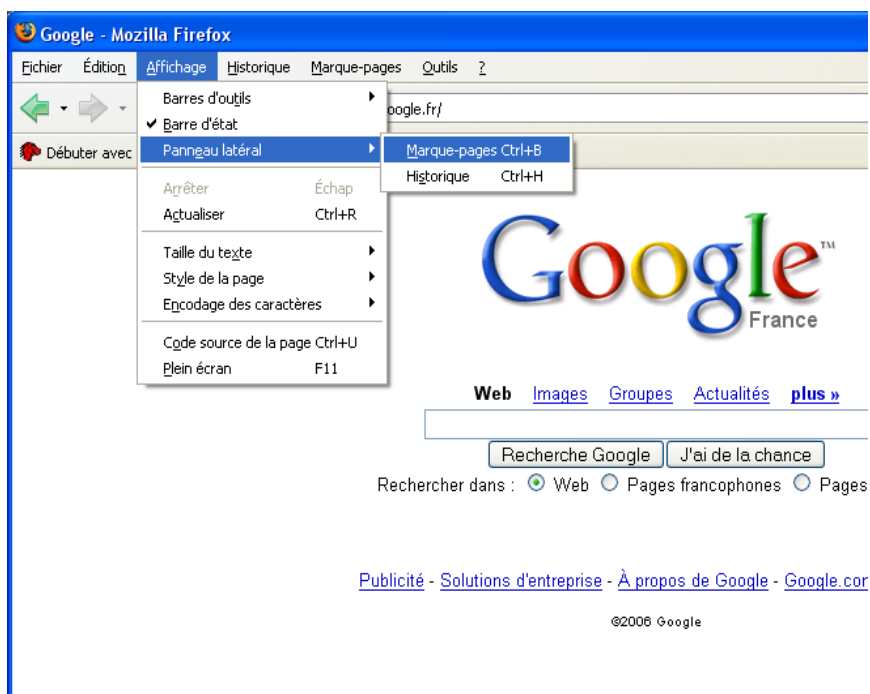 Google - Mozilla Firefox
Fichier Édition Affichage Historique Marque-pages Outils ?
Barres d'outils
oogle.fr/
Barre d'état
Débuter avec
Panneau latéral
Marque-pages Ctrl+B
Historique Ctrl+H
Arrêter Échap
Actualiser Ctrl+R
Taille du texte
Style de la page
Encodage des caractères
Code source de la page Ctrl+U
Plein écran F11
Google™
France
Web Images Groupes Actualités plus »
Recherche Google J'ai de la chance
Rechercher dans : Web Pages francophones Pages
Publicité - Solutions d'entreprise - À propos de Google - Google.com
©2006 Google